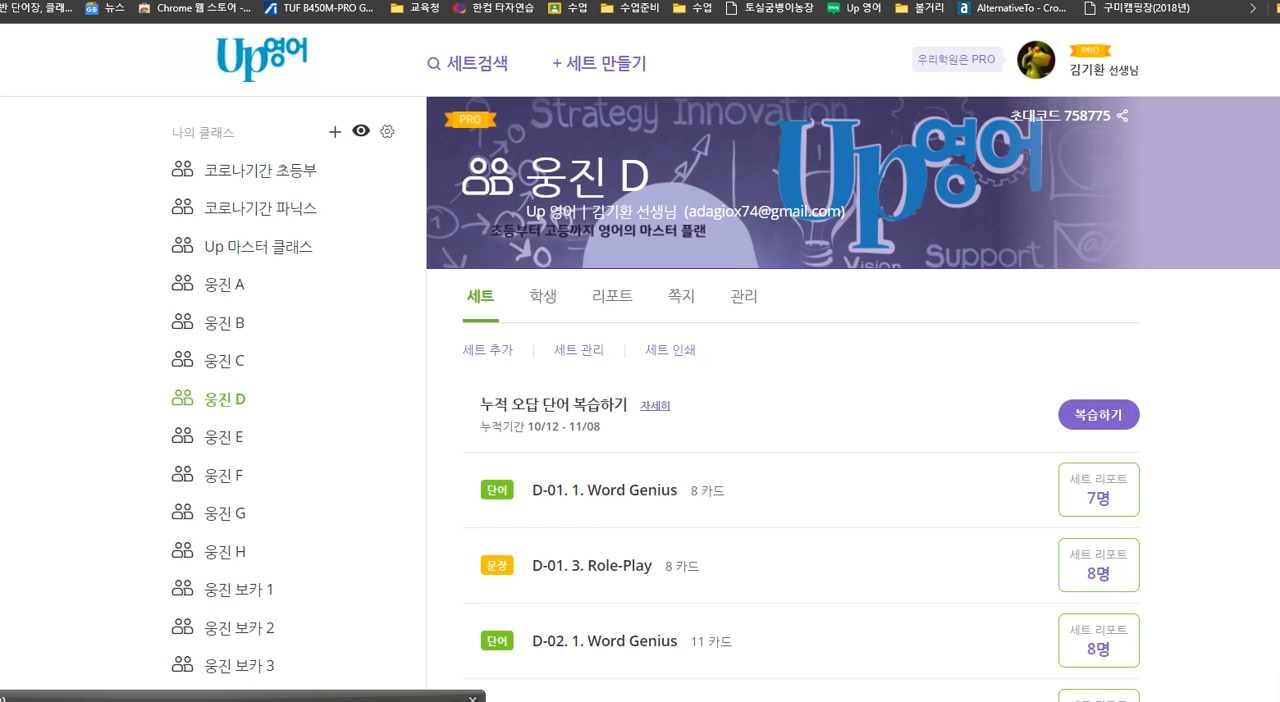 반 단어장, 클래... 뉴스 Chrome 웹 스토어 -... TUF B450M-PRO G... 교육청 한컴 타자연습 수업 수업준비 수업 토실굼벵이농장 Up 영어 볼거리 AlternativeTo - Cro... 구미캠핑장(2018년)
Up영어
세트검색
+ 세트 만들기
우리학원은 PRO
PRO
김기환 선생님
나의 클래스
코로나기간 초등부
코로나기간 파닉스
Up 마스터 클래스
웅진 A
웅진 B
웅진 C
웅진 D
웅진 E
웅진 F
웅진 G
웅진 H
웅진 보카 1
웅진 보카 2
웅진 보카 3
PRO
Strategy Innovation
초대코드 758775
웅진 D
Up영어
Up 영어 | 김기환 선생님 (adagiox74@gmail.com)
초등부터 고등까지 영어의 마스터 플랜
Vision
Support
세트 학생 리포트 쪽지 관리
세트 추가 | 세트 관리 | 세트 인쇄
누적 오답 단어 복습하기 자세히
누적기간 10/12 - 11/08
복습하기
단어 D-01. 1. Word Genius 8 카드
세트 리포트
7명
문장 D-01. 3. Role-Play 8 카드
세트 리포트
8명
단어 D-02. 1. Word Genius 11 카드
세트 리포트
8명